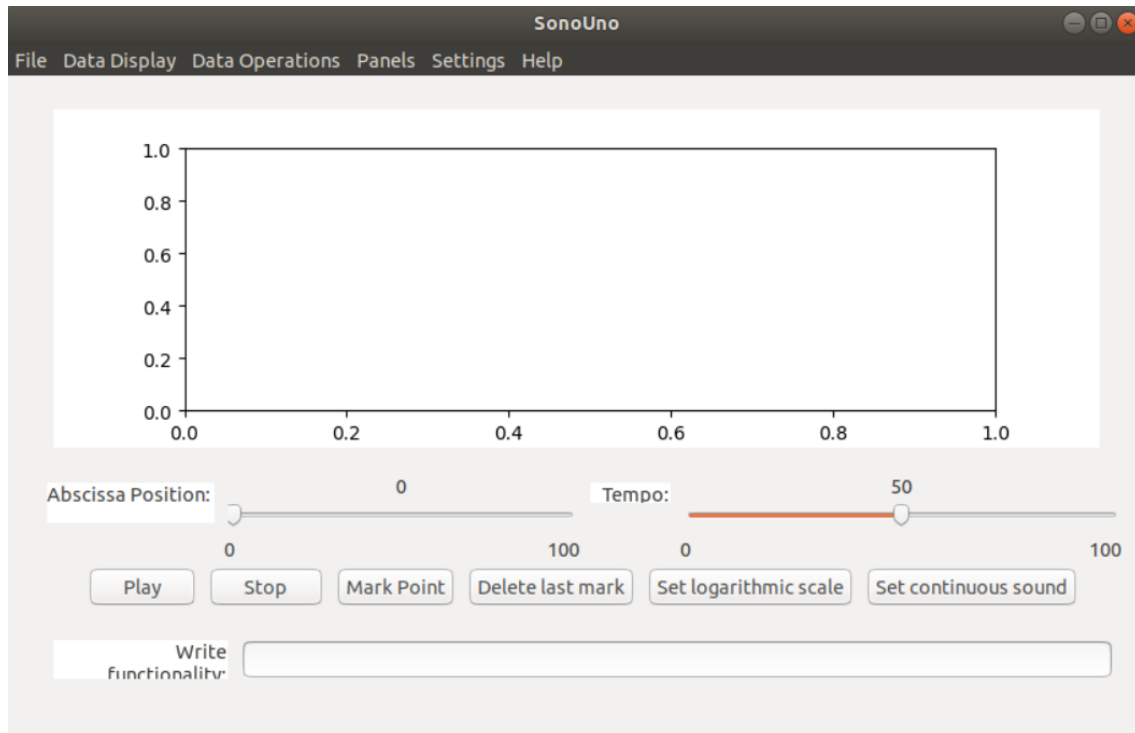 SonoUno
File Data Display Data Operations Panels Settings Help
1.0
0.8
0.6
0.4
0.2
0.0
0.0 0.2 0.4 0.6 0.8 1.0
Abscissa Position: 0 Tempo: 50
0 100 0 100
Play Stop Mark Point Delete last mark Set logarithmic scale Set continuous sound
Write
functionality: